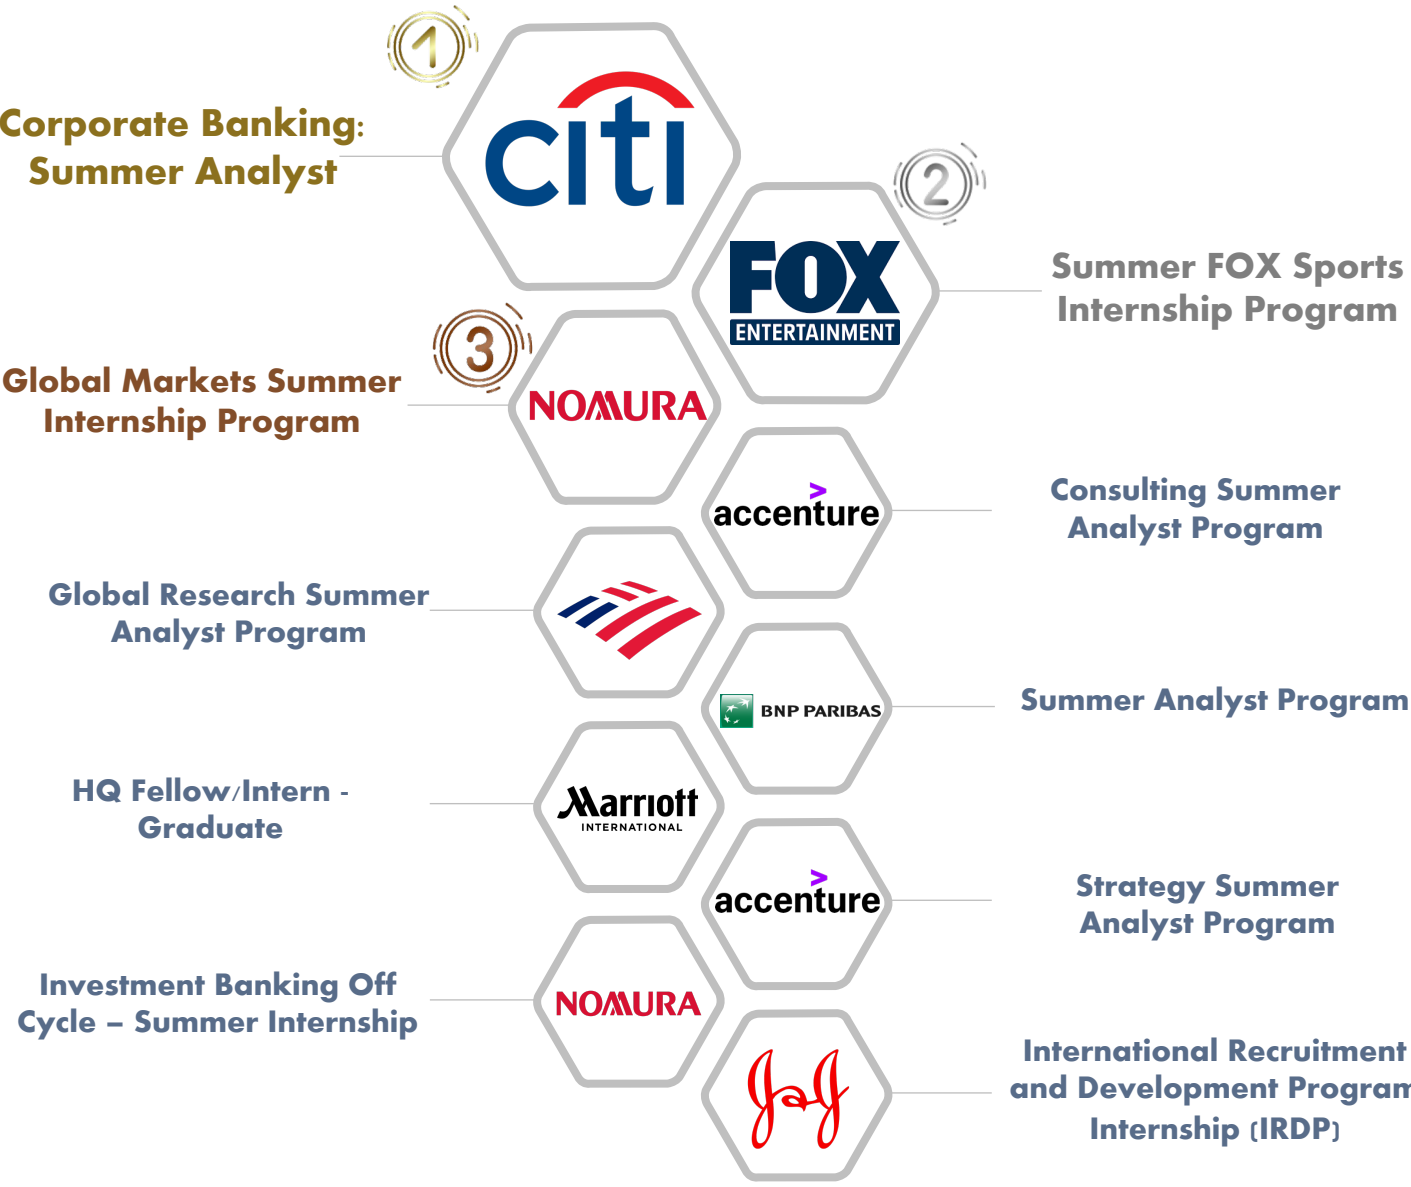 1
Corporate Banking:
Summer Analyst
citi
2
FOX
ENTERTAINMENT
Summer FOX Sports
Internship Program
3
Global Markets Summer
Internship Program
NOMURA
accenture
Consulting Summer
Analyst Program
Global Research Summer
Analyst Program
BNP PARIBAS
Summer Analyst Program
HQ Fellow/Intern -
Graduate
Marriott
INTERNATIONAL
accenture
Strategy Summer
Analyst Program
Investment Banking Off
Cycle – Summer Internship
NOMURA
J&J
International Recruitment
and Development Program
Internship (IRDP)